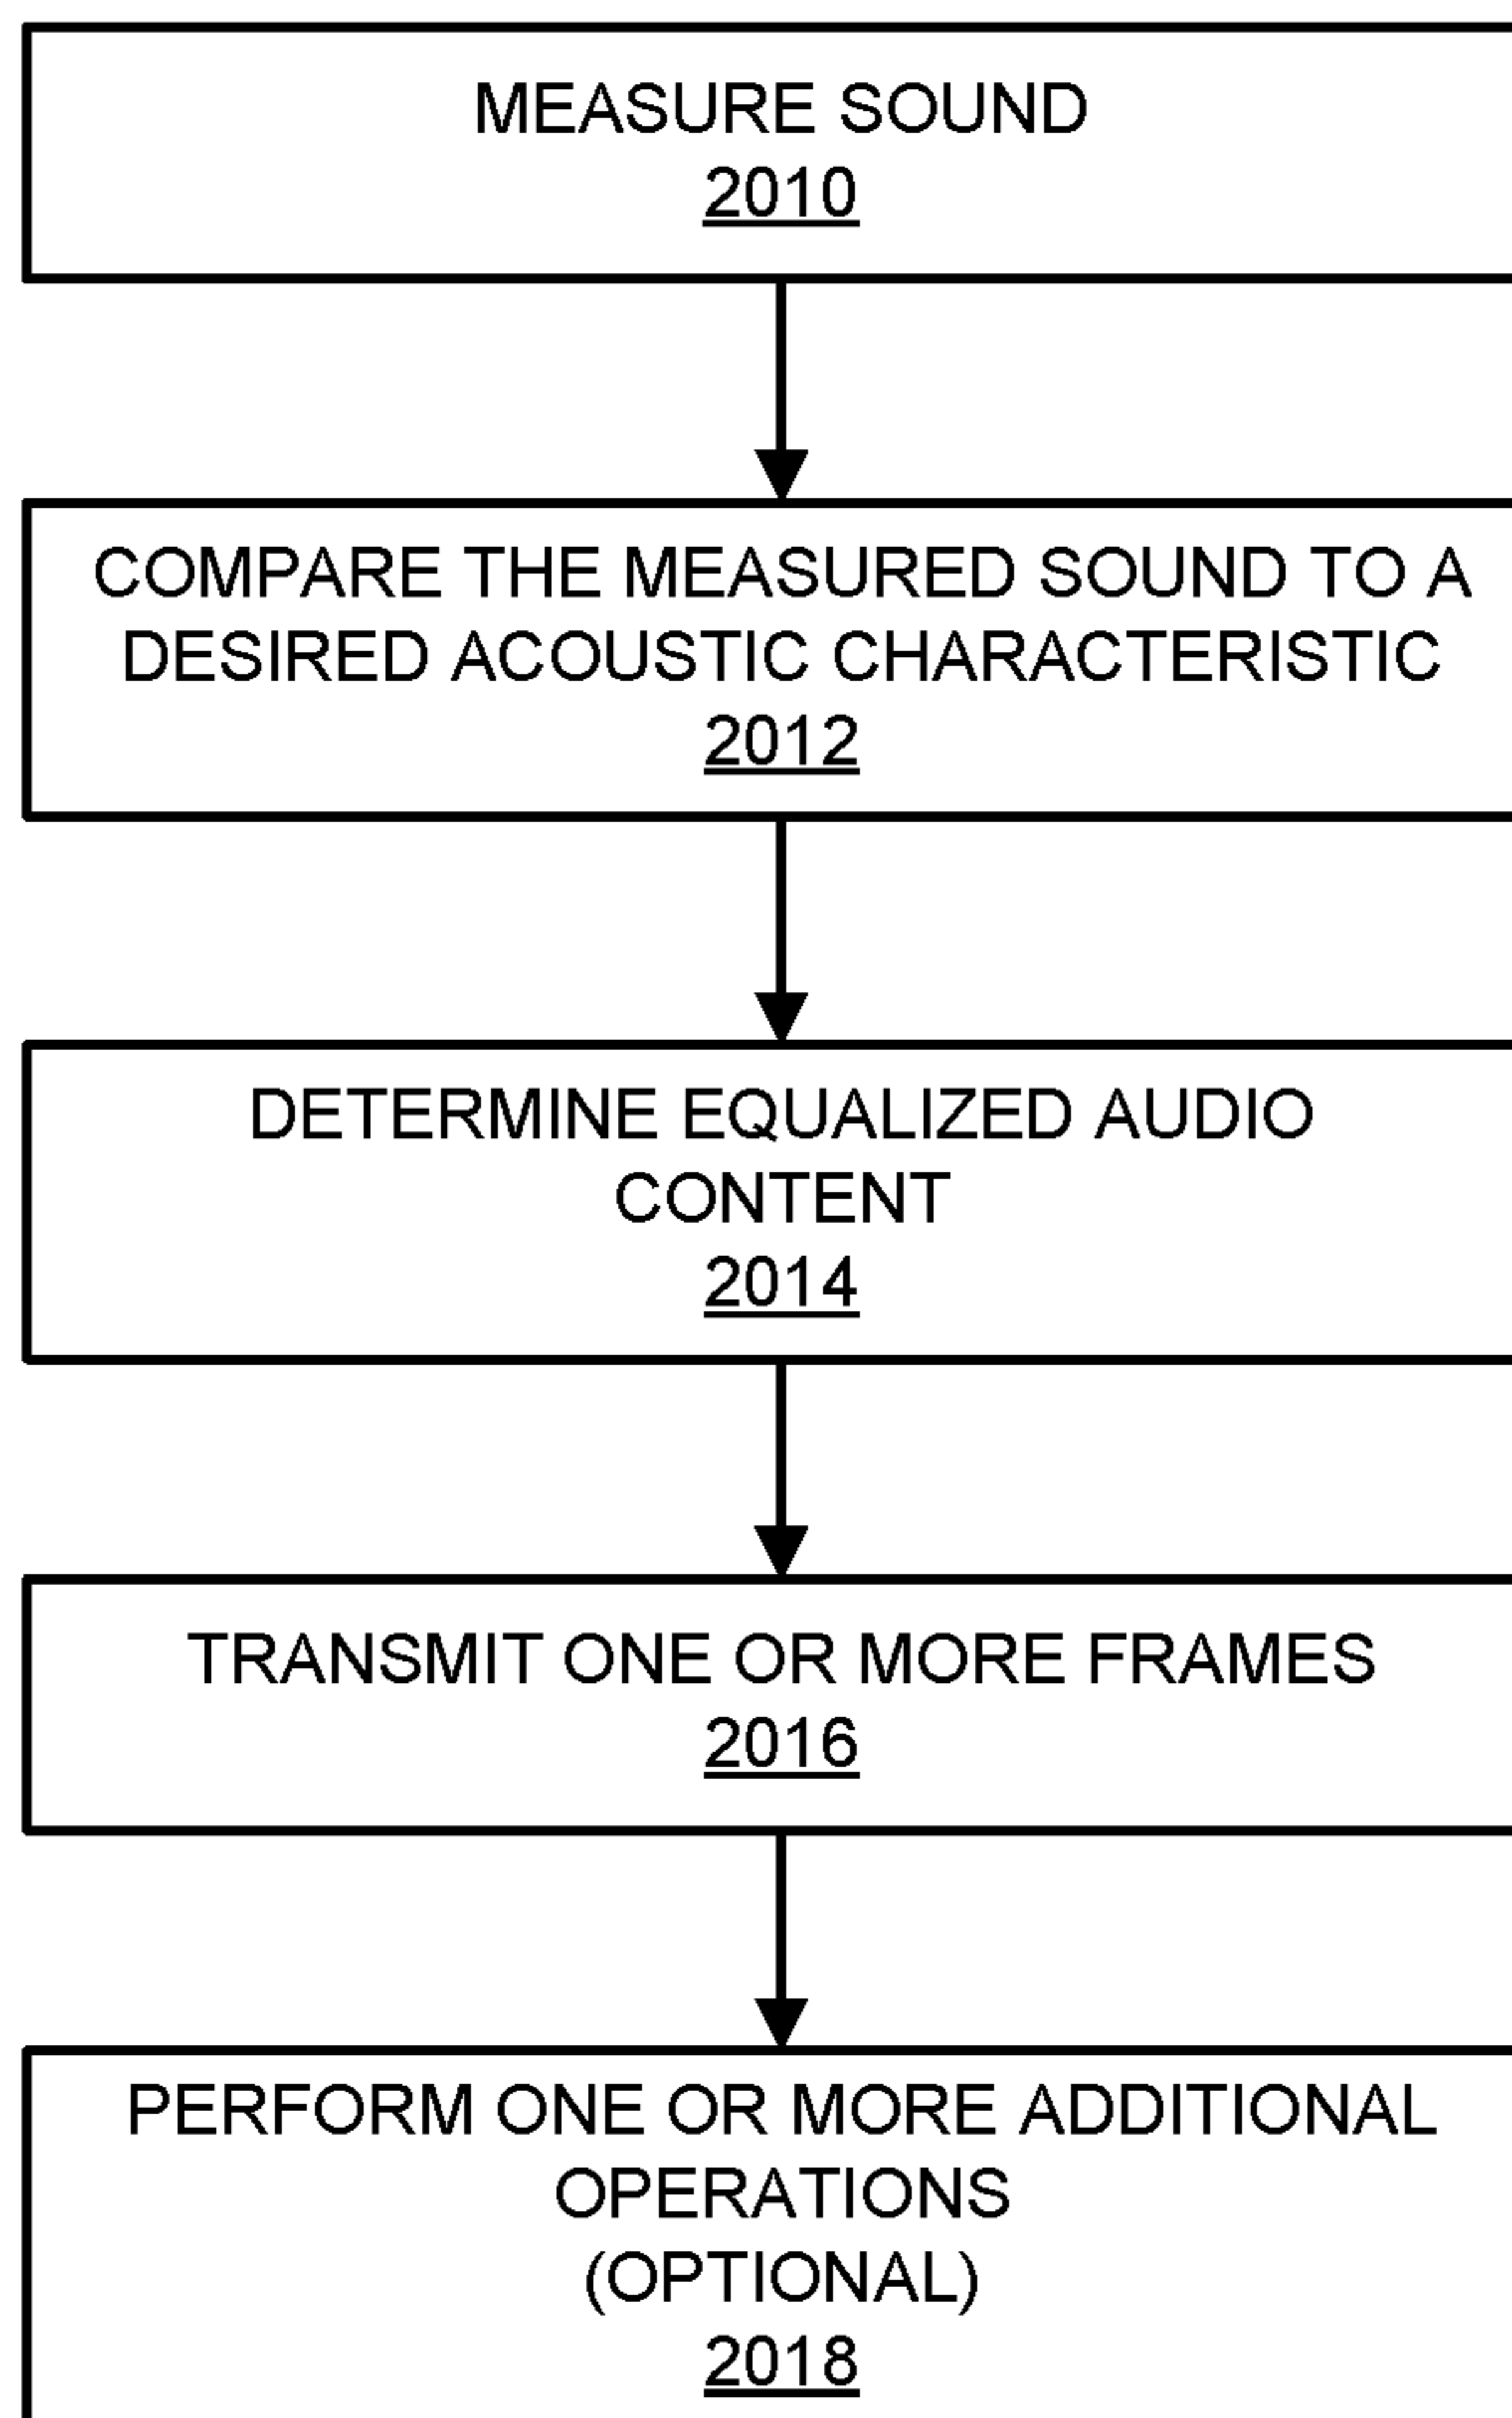 MEASURE SOUND
2010
COMPARE THE MEASURED SOUND TO A
DESIRED ACOUSTIC CHARACTERISTIC
2012
DETERMINE EQUALIZED AUDIO
CONTENT
2014
TRANSMIT ONE OR MORE FRAMES
2016
PERFORM ONE OR MORE ADDITIONAL
OPERATIONS
(OPTIONAL)
2018